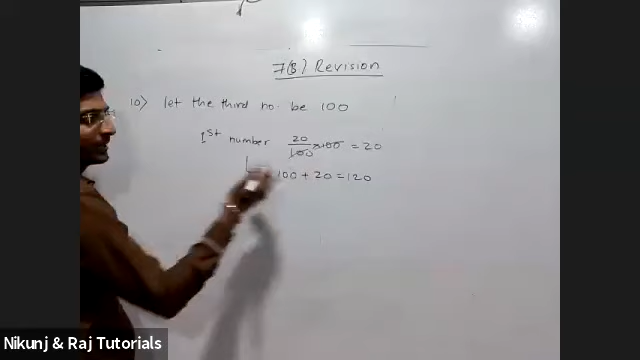 7(B) Revision
10) let the third no. be 100
1st number 20/100 × 100 = 20
100 + 20 = 120
Nikunj & Raj Tutorials